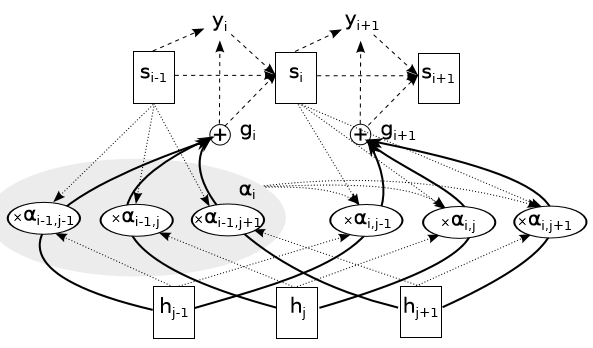 y_i y_{i+1}
s_{i-1} s_i s_{i+1}
+ g_i + g_{i+1}
α_i
×α_{i-1,j-1} ×α_{i-1,j} ×α_{i-1,j+1} ×α_{i,j-1} ×α_{i,j} ×α_{i,j+1}
h_{j-1} h_j h_{j+1}